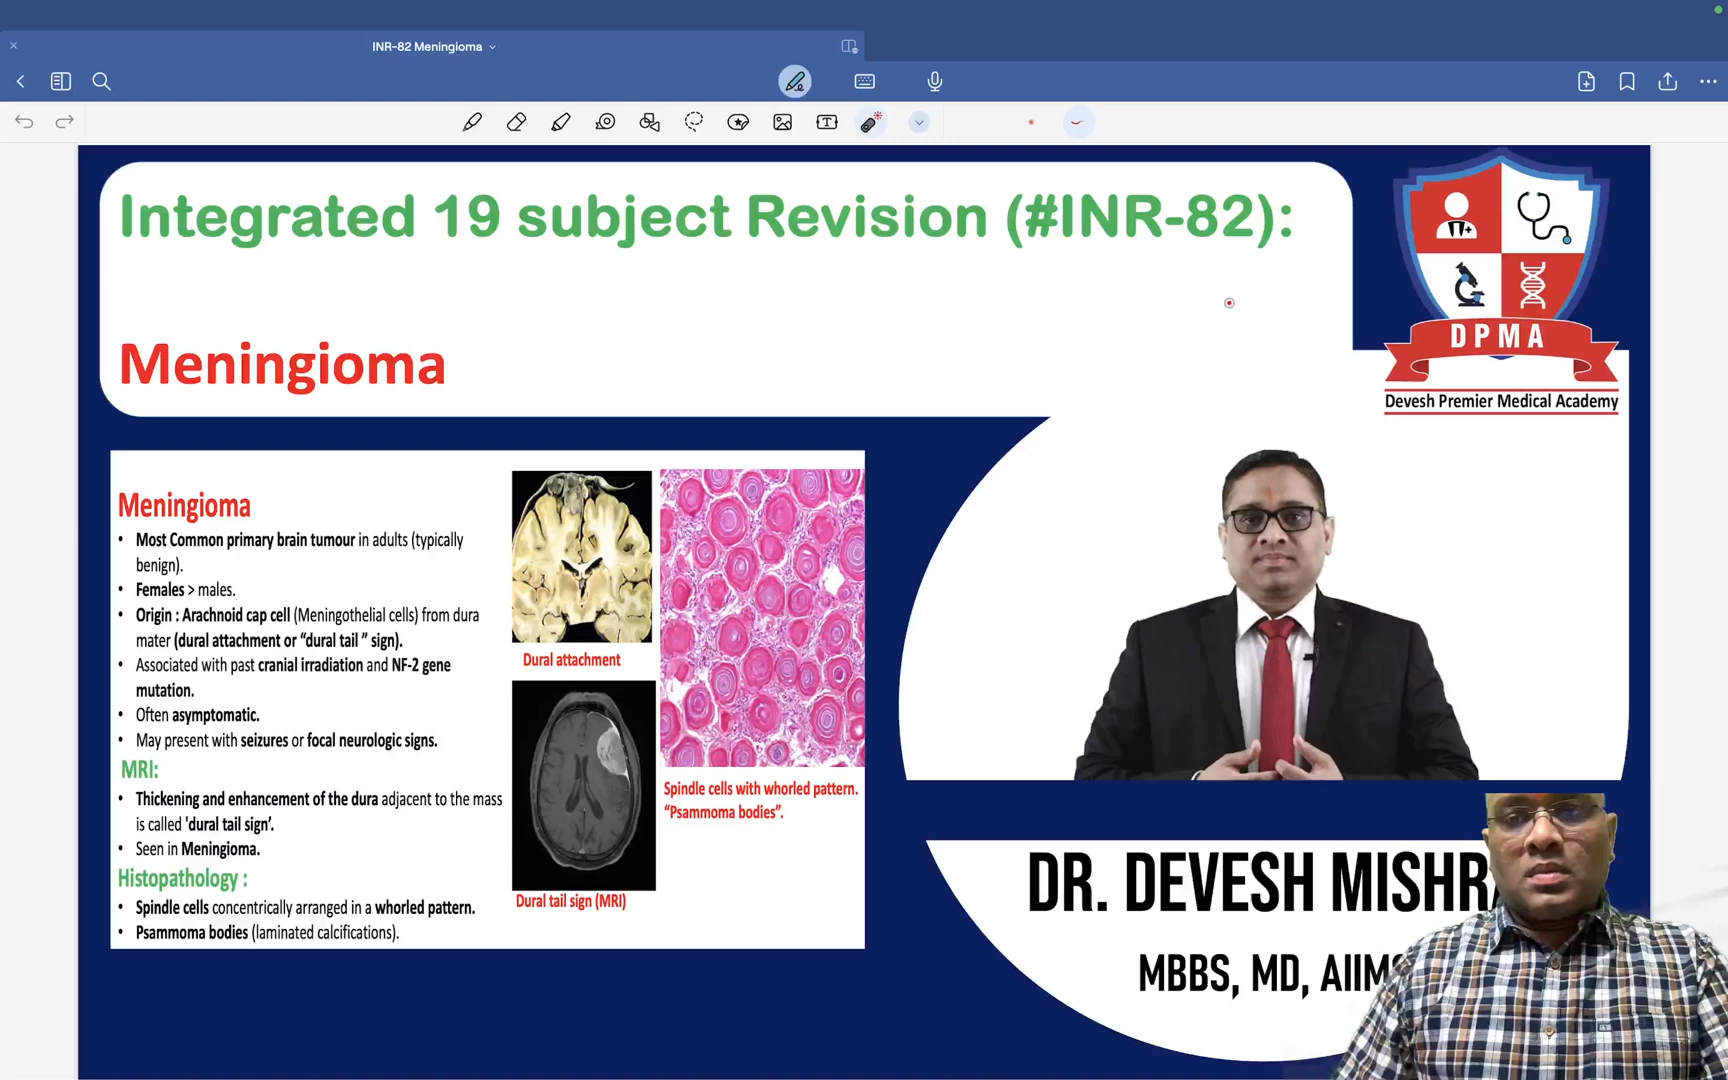 INR-82 Meningioma
Integrated 19 subject Revision (#INR-82):
Meningioma
DPMA
Devesh Premier Medical Academy
Meningioma
• Most Common primary brain tumour in adults (typically
benign).
• Females > males.
• Origin : Arachnoid cap cell (Meningothelial cells) from dura
mater (dural attachment or “dural tail ” sign).
• Associated with past cranial irradiation and NF-2 gene
mutation.
• Often asymptomatic.
• May present with seizures or focal neurologic signs.
MRI:
• Thickening and enhancement of the dura adjacent to the mass
is called 'dural tail sign’.
• Seen in Meningioma.
Histopathology :
• Spindle cells concentrically arranged in a whorled pattern.
• Psammoma bodies (laminated calcifications).
Dural attachment
Dural tail sign (MRI)
Spindle cells with whorled pattern.
“Psammoma bodies”.
DR. DEVESH MISHRA
MBBS, MD, AIIMS